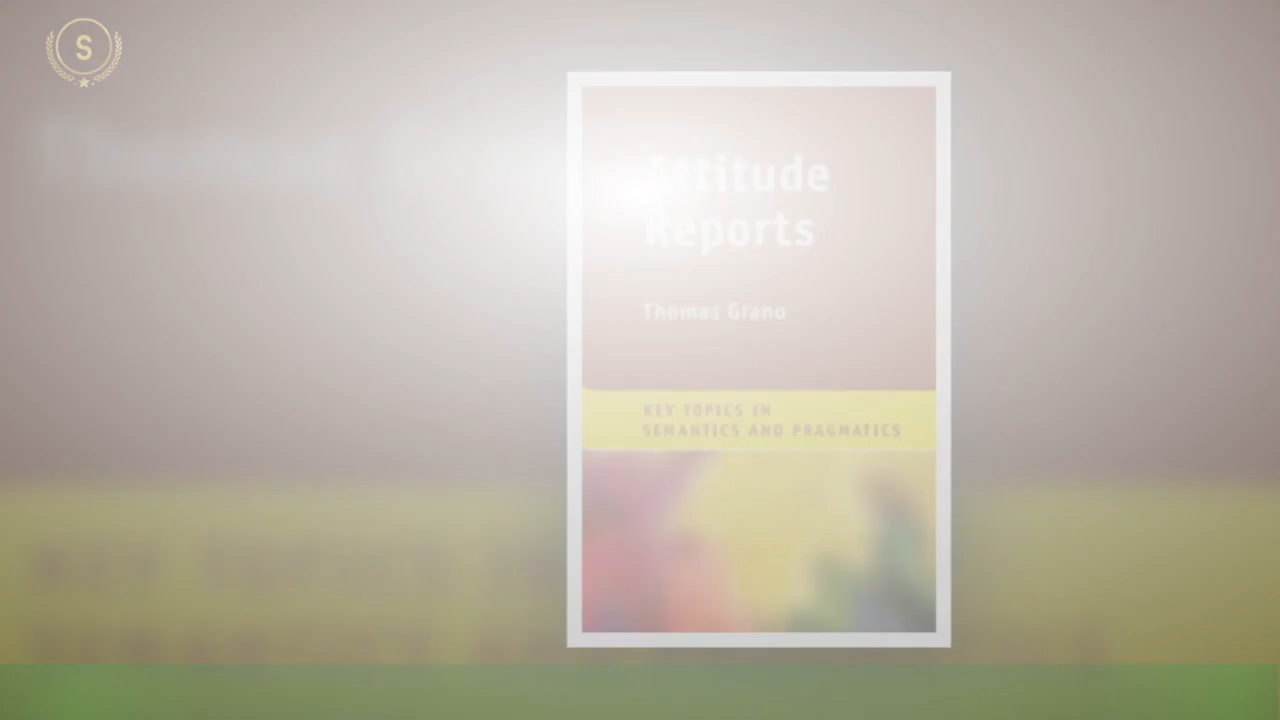 S
Attitude
Reports
Thomas Grano
KEY TOPICS IN
SEMANTICS AND PRAGMATICS